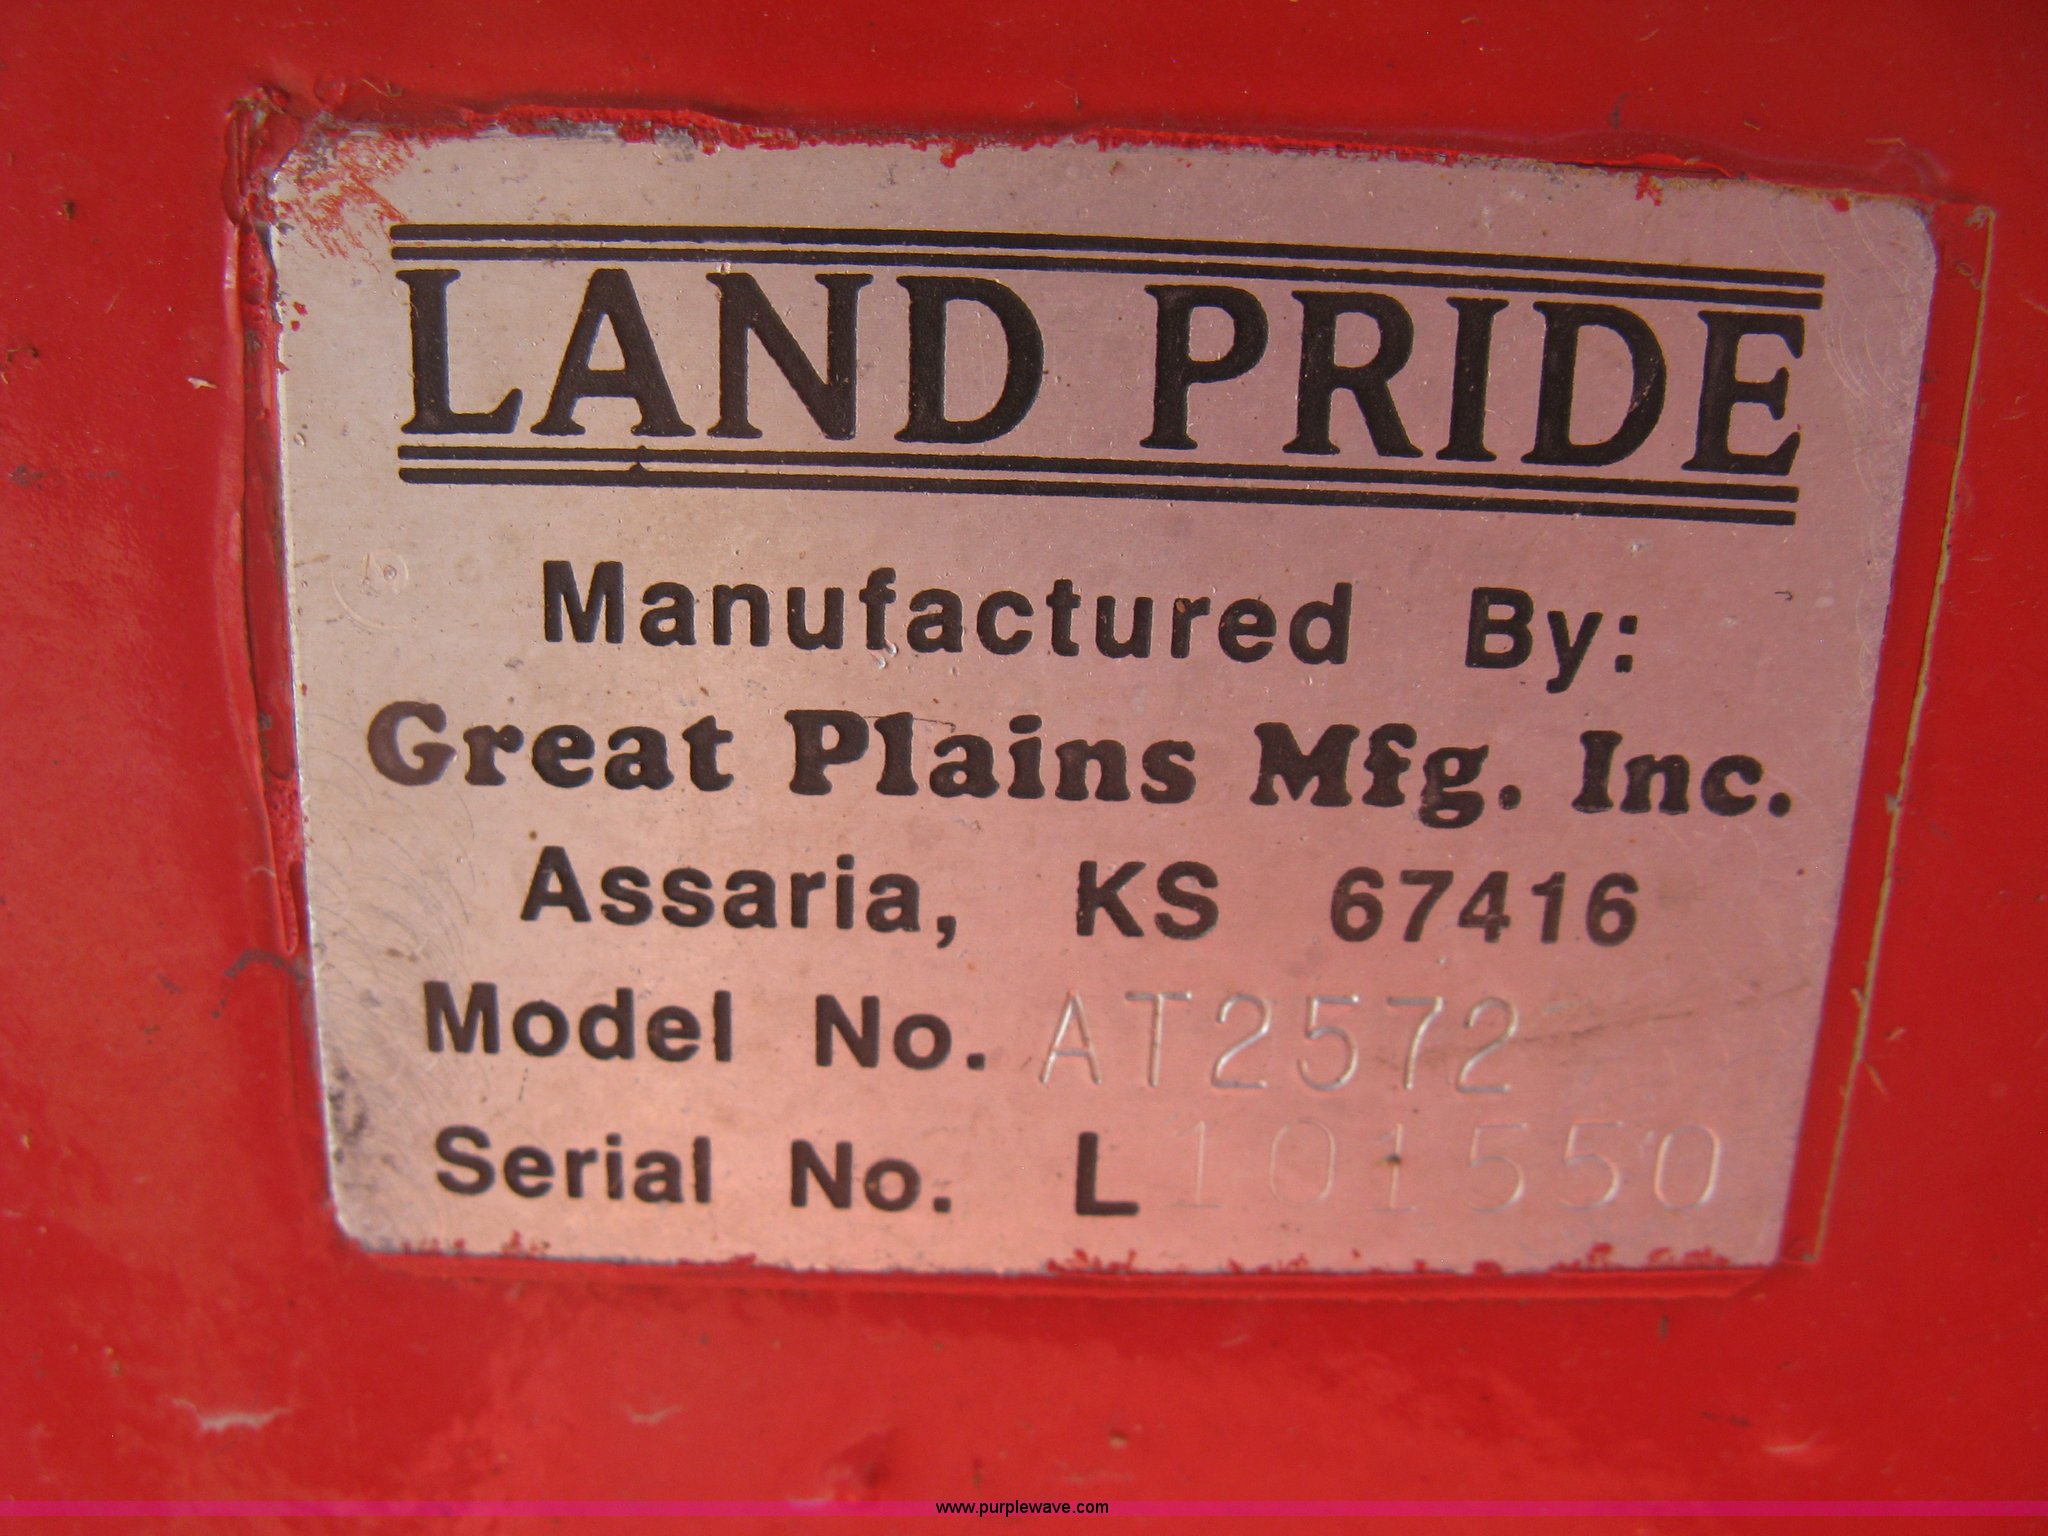 LAND PRIDE
Manufactured By:
Great Plains Mfg. Inc.
Assaria, KS 67416
Model No. AT2572
Serial No. L 101550
www.purplewave.com